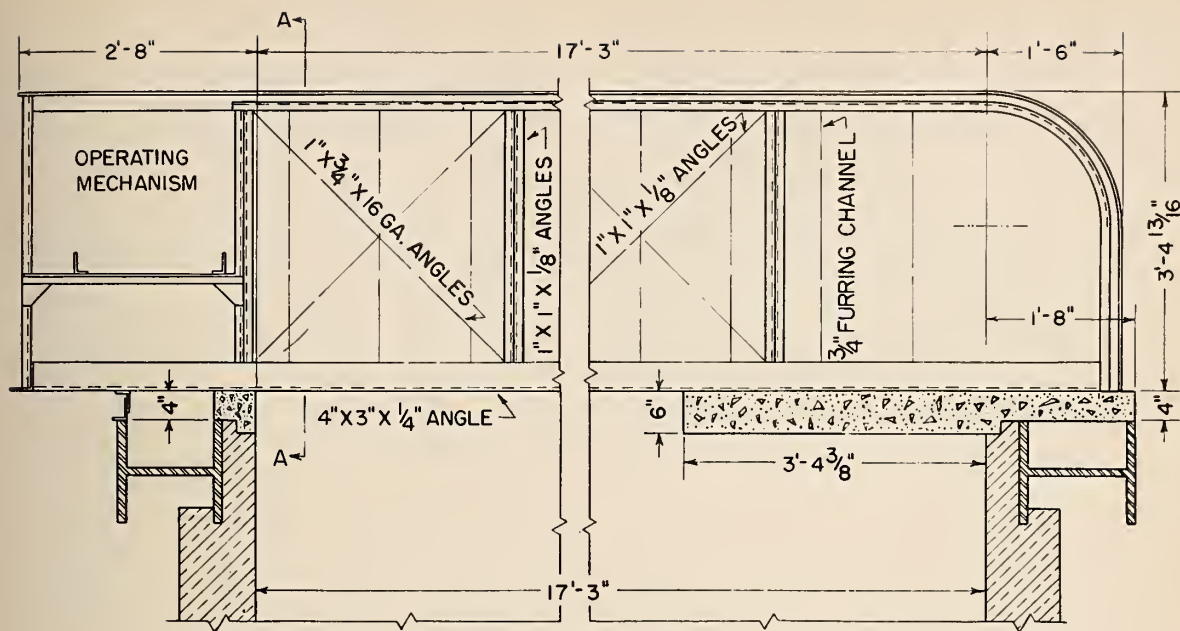 A
2'-8"
17'-3"
1'-6"
OPERATING
MECHANISM
1" X 3/4" X 16 GA. ANGLES
1" X 1" X 1/8" ANGLES
1" X 1" X 1/8" ANGLES
3/4" FURRING CHANNEL
3'-4 13/16"
1'-8"
4"
4" X 3" X 1/4" ANGLE
6"
4"
A
3'-4 3/8"
17'-3"